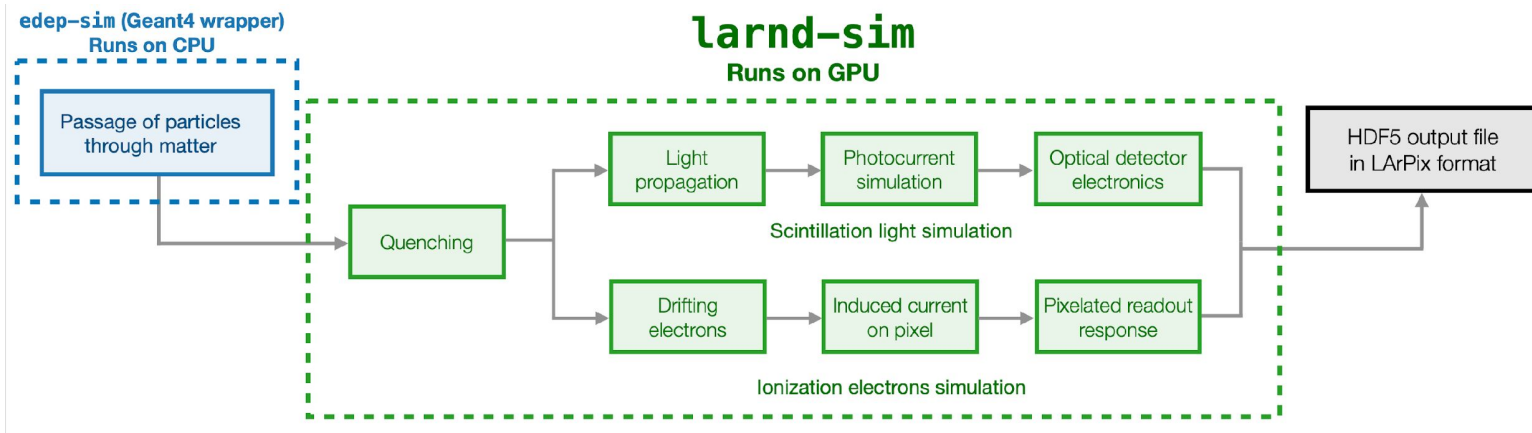 edep-sim (Geant4 wrapper)
Runs on CPU
larnd-sim
Runs on GPU
Passage of particles
through matter
Quenching
Light
propagation
Photocurrent
simulation
Optical detector
electronics
Scintillation light simulation
Drifting
electrons
Induced current
on pixel
Pixelated readout
response
Ionization electrons simulation
HDF5 output file
in LArPix format